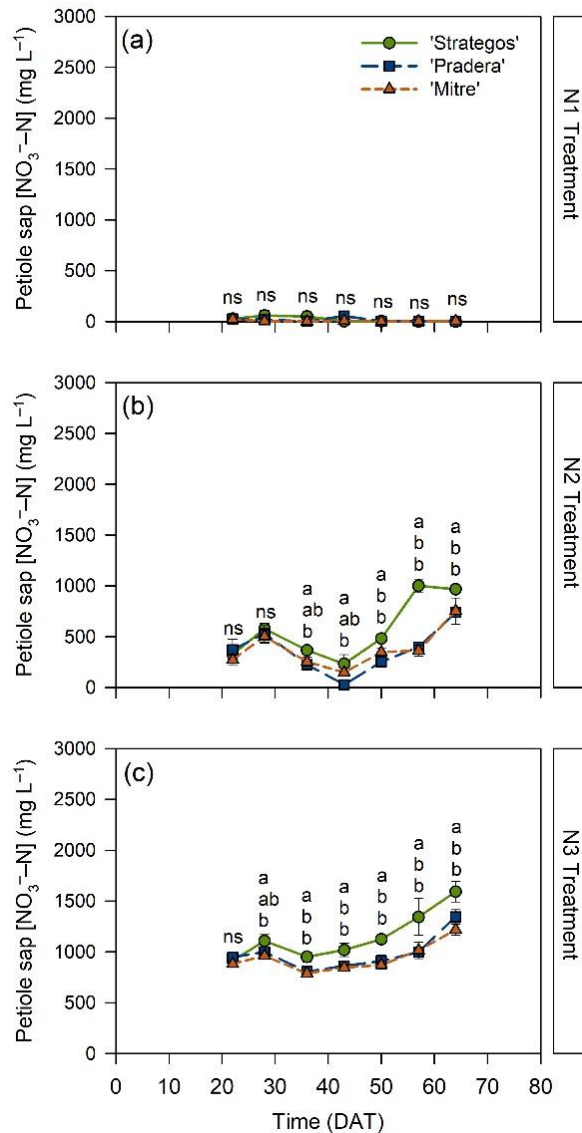 (a)
'Strategos'
'Pradera'
'Mitre'
3000
2500
2000
1500
1000
500
0
Petiole sap [NO₃⁻–N] (mg L⁻¹)
ns ns ns ns ns ns ns
N1 Treatment
(b)
3000
2500
2000
1500
1000
500
0
Petiole sap [NO₃⁻–N] (mg L⁻¹)
ns
ns
a
ab
b
a
ab
b
a
b
b
a
b
b
a
b
b
N2 Treatment
(c)
3000
2500
2000
1500
1000
500
0
Petiole sap [NO₃⁻–N] (mg L⁻¹)
ns
a
ab
b
a
b
b
a
b
b
a
b
b
a
b
b
a
b
b
N3 Treatment
0 10 20 30 40 50 60 70 80
Time (DAT)